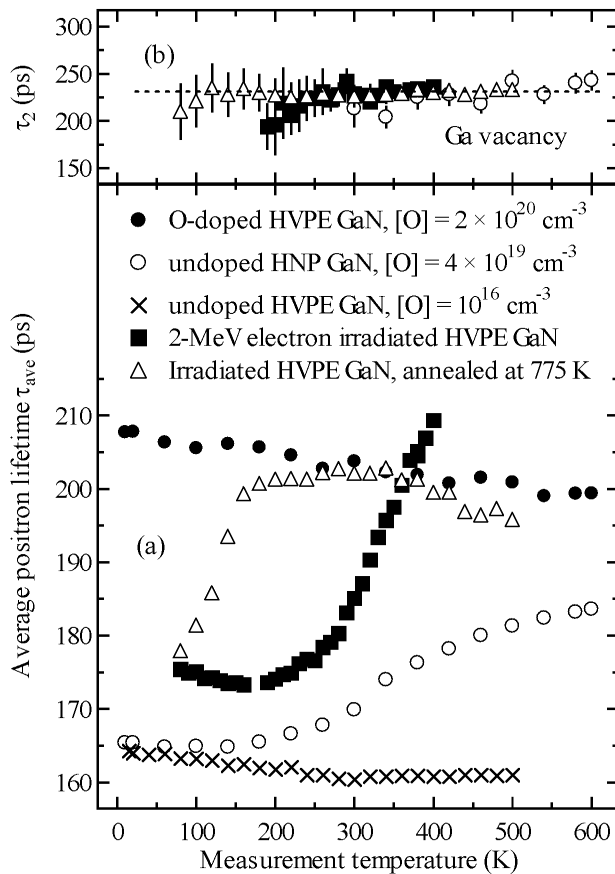 300
250
200
150
τ2 (ps)
(b)
Ga vacancy
O-doped HVPE GaN, [O] = 2 × 10^20 cm^-3
undoped HNP GaN, [O] = 4 × 10^19 cm^-3
undoped HVPE GaN, [O] = 10^16 cm^-3
2-MeV electron irradiated HVPE GaN
Irradiated HVPE GaN, annealed at 775 K
Average positron lifetime τave (ps)
210
200
190
180
170
160
(a)
0 100 200 300 400 500 600
Measurement temperature (K)